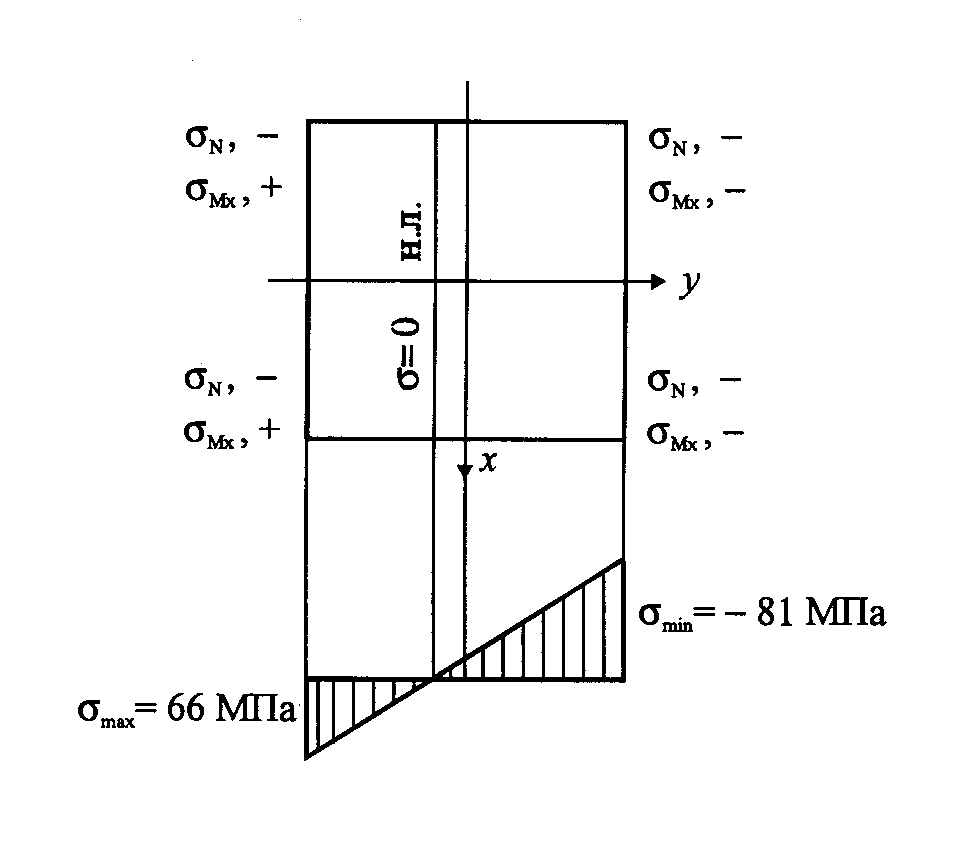 σN, −
σMx, +
σN, −
σMx, −
н.л.
y
σ=0
σN, −
σMx, +
σN, −
σMx, −
x
σmin= − 81 МПа
σmax= 66 МПа